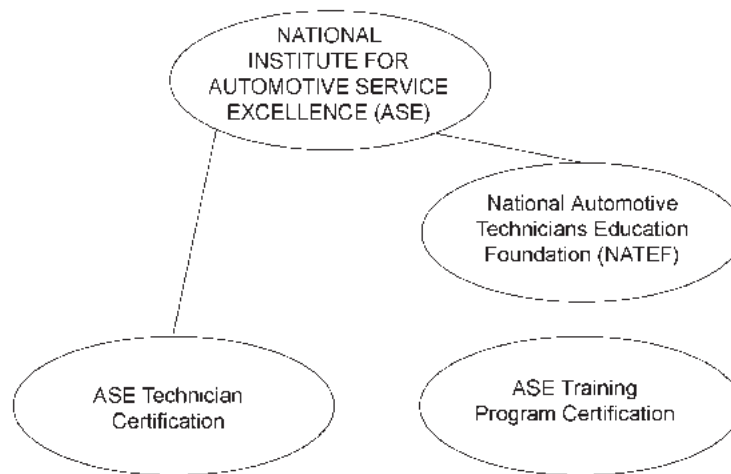 NATIONAL
INSTITUTE FOR
AUTOMOTIVE SERVICE
EXCELLENCE (ASE)
National Automotive
Technicians Education
Foundation (NATEF)
ASE Technician
Certification
ASE Training
Program Certification